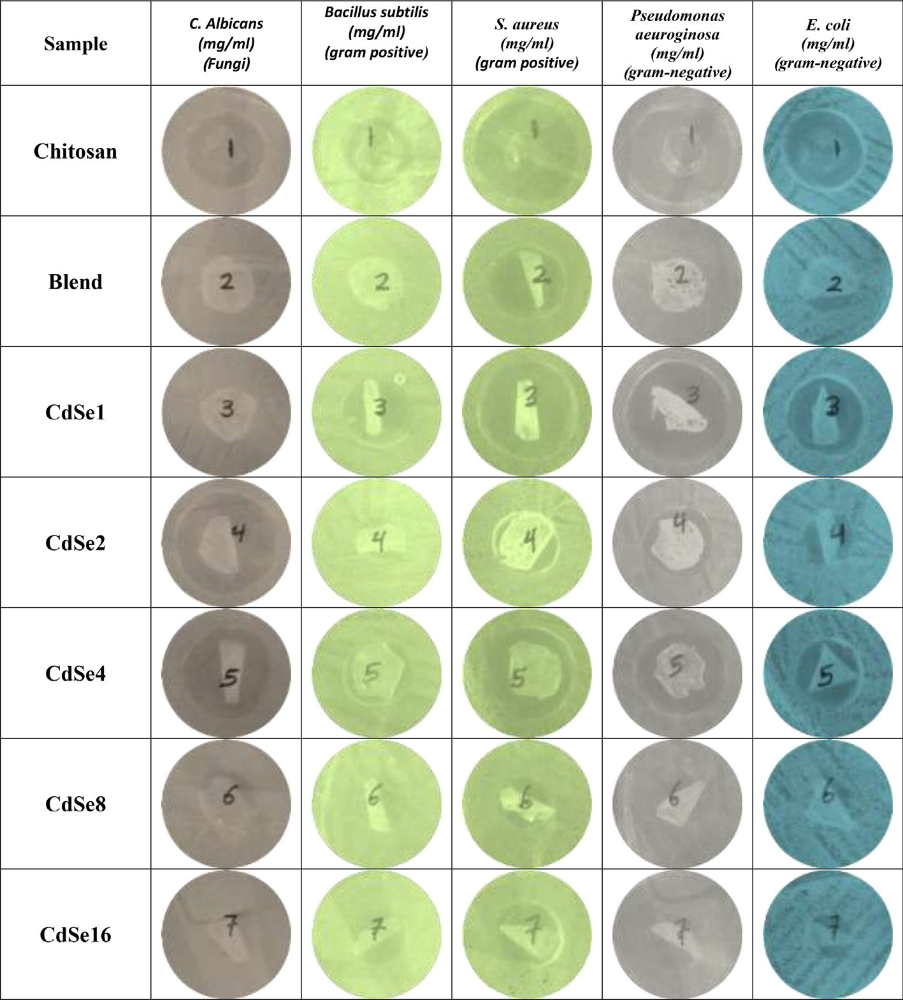 Sample
C. Albicans
(mg/ml)
(Fungi)
Bacillus subtilis
(mg/ml)
(gram positive)
S. aureus
(mg/ml)
(gram positive)
Pseudomonas
aeuroginosa
(mg/ml)
(gram-negative)
E. coli
(mg/ml)
(gram-negative)
Chitosan
1
1
1
1
1
Blend
2
2
2
2
2
CdSe1
3
3
3
3
3
CdSe2
4
4
4
4
4
CdSe4
5
5
5
5
5
CdSe8
6
6
6
6
6
CdSe16
7
7
7
7
7